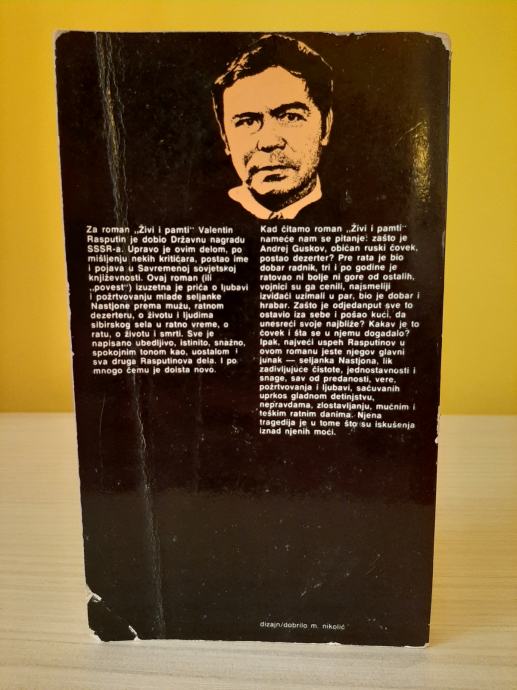 Za roman „Živi i pamti“ Valentin
Rasputin je dobio Državnu nagradu
SSSR-a. Upravo je ovim delom, po
mišljenju nekih kritičara, postao ime
i pojava u Savremenoj sovjetskoj
književnosti. Ovaj roman (ili
„povest“) izuzetna je priča o ljubavi
i požrtvovanju mlade seljanke
Nastjone prema mužu, ratnom
dezerteru, o životu i ljudima
sibirskog sela u ratno vreme, o
ratu, o životu i smrti. Sve je
napisano ubedljivo, istinito, snažno,
spokojnim tonom kao, uostalom i
sva druga Rasputinova dela. I po
mnogo čemu je doista novo.
Kad čitamo roman „Živi i pamti“
nameće nam se pitanje: zašto je
Andrej Guskov, običan ruski čovek,
postao dezerter? Pre rata je bio
dobar radnik, tri i po godine je
ratovao ni bolje ni gore od ostalih,
vojnici su ga cenili, najsmeliji
izviđači uzimali u par, bio je dobar i
hrabar. Zašto je odjedanput sve to
ostavio iza sebe i pošao kući, da
unesreći svoje najbliže? Kakav je to
čovek i šta se u njemu događalo?
Ipak, najveći uspeh Rasputinov u
ovom romanu jeste njegov glavni
junak — seljanka Nastjona, lik
zadivljujuće čistote, jednostavnosti i
snage, sav od predanosti, vere,
požrtvovanja i ljubavi, sačuvanih
uprkos gladnom detinjstvu,
nepravdama, zlostavljanju, mučnim i
teškim ratnim danima. Njena
tragedija je u tome što su iskušenja
iznad njenih moći.
dizajn/dobrilo m. nikolić